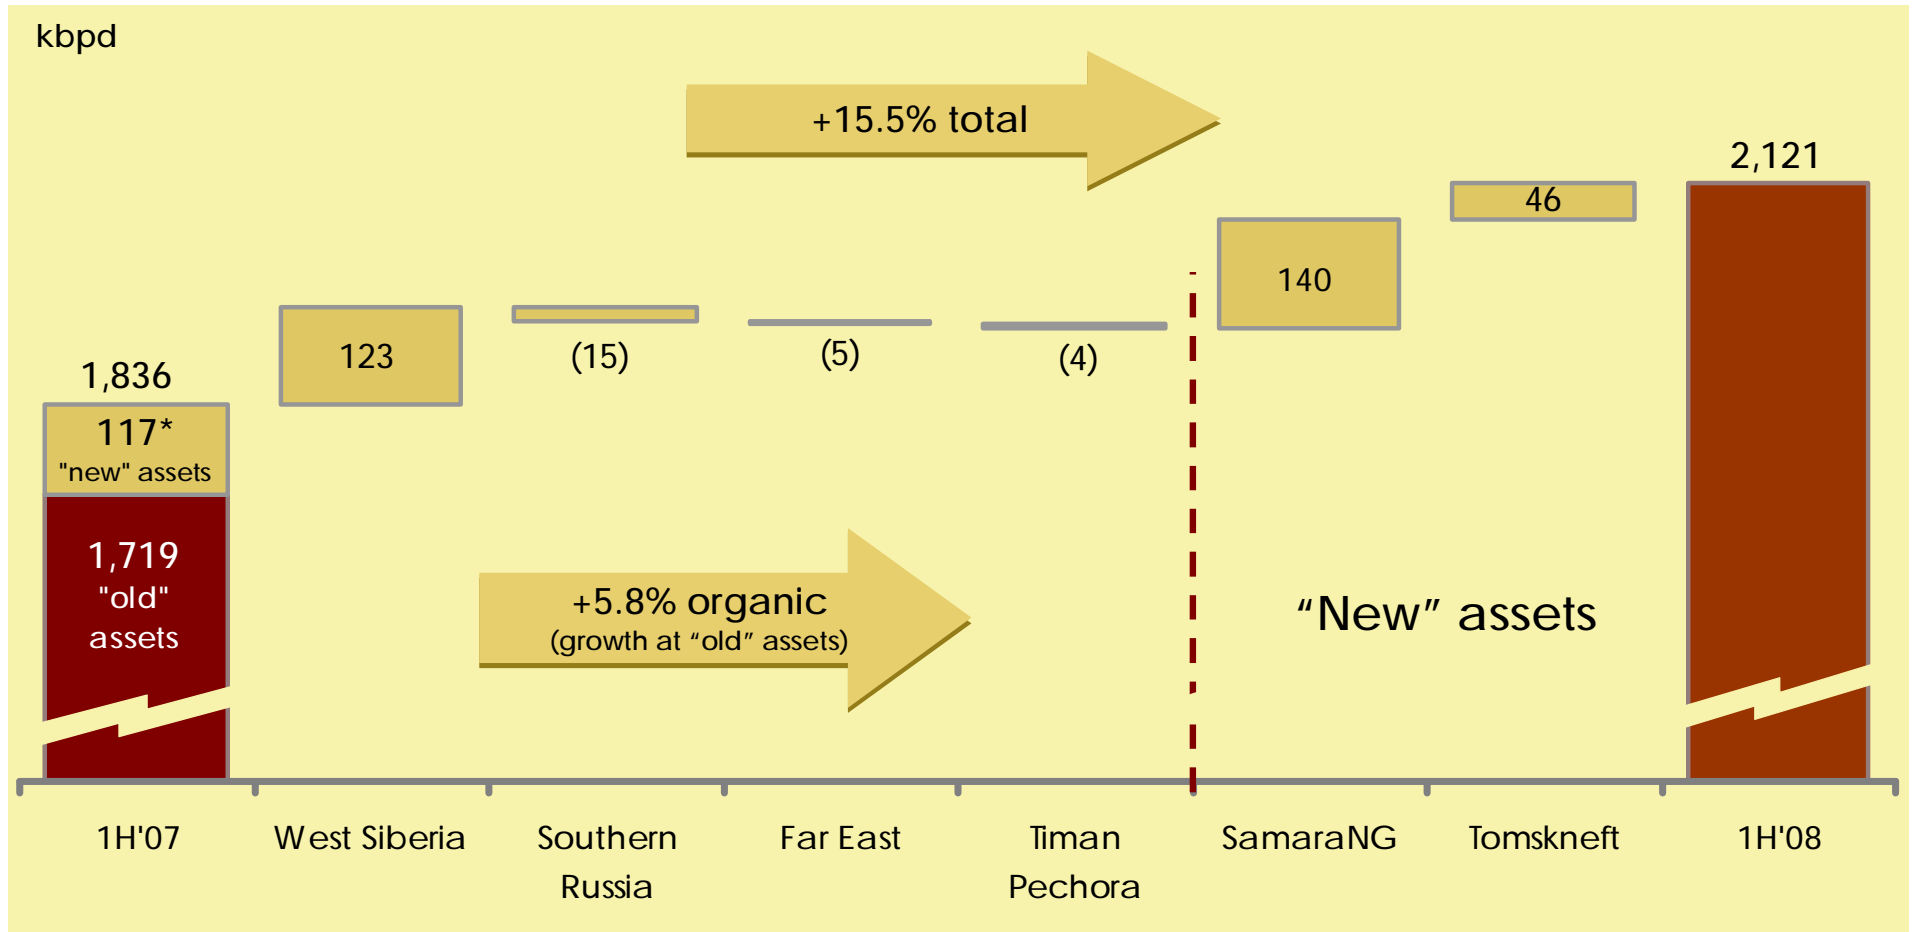 kbpd
+15.5% total
2,121
46
140
123
(15)
(5)
(4)
1,836
117*
"new" assets
1,719
"old"
assets
+5.8% organic
(growth at “old” assets)
“New” assets
1H'07
West Siberia
Southern
Russia
Far East
Timan
Pechora
SamaraNG
Tomskneft
1H'08